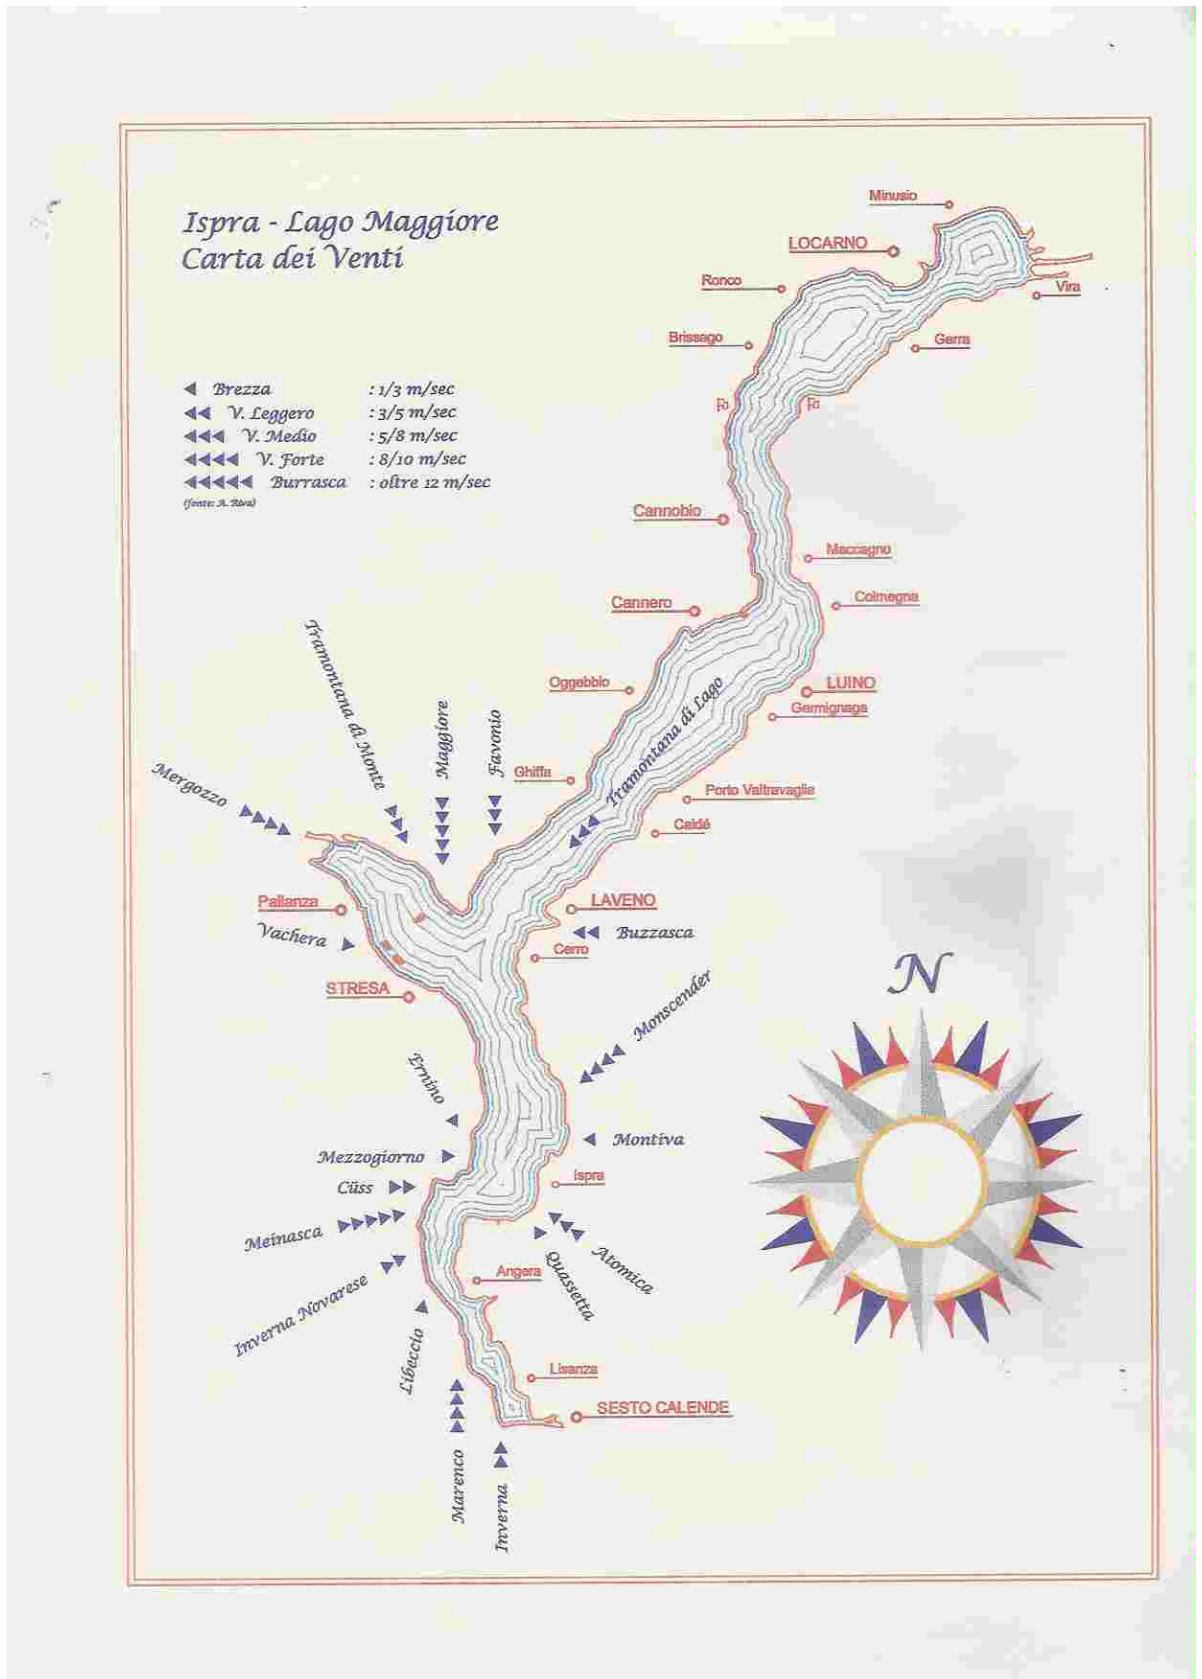 Ispra - Lago Maggiore
Carta dei Venti
Brezza : 1/3 m/sec
V. Leggero : 3/5 m/sec
V. Medio : 5/8 m/sec
V. Forte : 8/10 m/sec
Burrasca : oltre 12 m/sec
(fonte: A. Riva)
Minusio
LOCARNO
Ronco
Vira
Brissago
Gerra
Cannobio
Maccagno
Cannero
Colmegna
Oggebbio
LUINO
Germignaga
Tramontana di Lago
Tramontana di Monte
Maggiore
Favonio
Ghiffa
Mergozzo
Porto Valtravaglia
Caldé
Pallanza
LAVENO
Vachera
Buzzasca
Cerro
STRESA
N
Monscender
Ernino
Montiva
Mezzogiorno
Ispra
Cüss
Meinasca
Atomica
Quassetta
Angera
Inverna Novarese
Libeccio
Lisanza
SESTO CALENDE
Marenco
Inverna